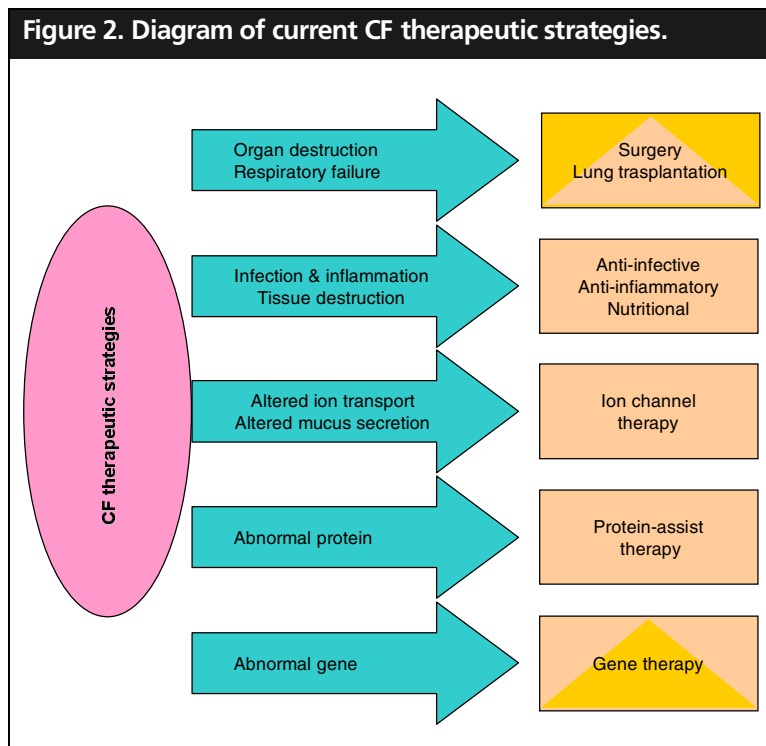 Figure 2. Diagram of current CF therapeutic strategies.
CF therapeutic strategies
Organ destruction
Respiratory failure
Surgery
Lung trasplantation
Infection & inflammation
Tissue destruction
Anti-infective
Anti-infiammatory
Nutritional
Altered ion transport
Altered mucus secretion
Ion channel
therapy
Abnormal protein
Protein-assist
therapy
Abnormal gene
Gene therapy